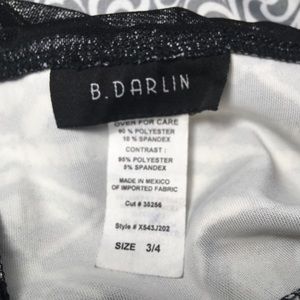 B. DARLIN
OVER FOR CARE
90 % POLYESTER
10 % SPANDEX
CONTRAST :
95% POLYESTER
5% SPANDEX
MADE IN MEXICO
OF IMPORTED FABRIC
Cut # 35256
Style # X543J202
SIZE 3/4